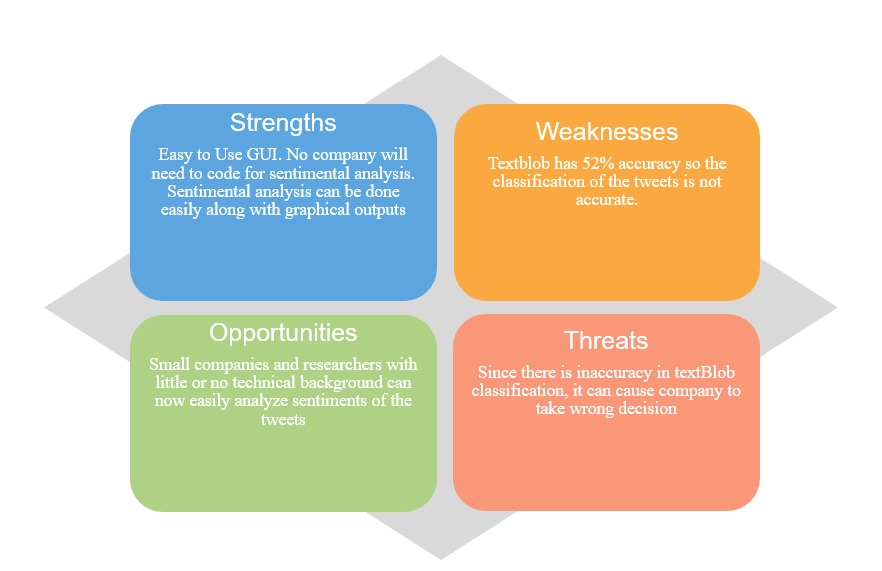 Strengths
Easy to Use GUI. No company will
need to code for sentimental analysis.
Sentimental analysis can be done
easily along with graphical outputs
Weaknesses
Textblob has 52% accuracy so the
classification of the tweets is not
accurate.
Opportunities
Small companies and researchers with
little or no technical background can
now easily analyze sentiments of the
tweets
Threats
Since there is inaccuracy in textBlob
classification, it can cause company to
take wrong decision